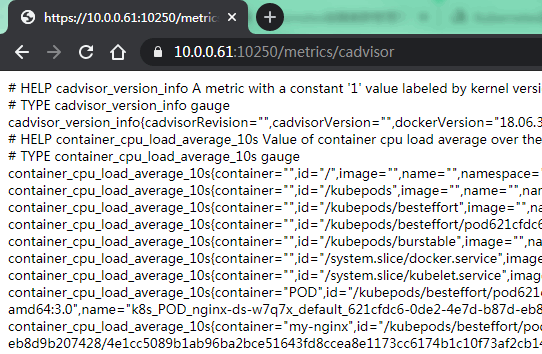 https://10.0.0.61:10250/metrics
10.0.0.61:10250/metrics/cadvisor
# HELP cadvisor_version_info A metric with a constant '1' value labeled by kernel versi
# TYPE cadvisor_version_info gauge
cadvisor_version_info{cadvisorRevision="",cadvisorVersion="",dockerVersion="18.06.3
# HELP container_cpu_load_average_10s Value of container cpu load average over the
# TYPE container_cpu_load_average_10s gauge
container_cpu_load_average_10s{container="",id="/",image="",name="",namespace="
container_cpu_load_average_10s{container="",id="/kubepods",image="",name="",nam
container_cpu_load_average_10s{container="",id="/kubepods/besteffort",image="",na
container_cpu_load_average_10s{container="",id="/kubepods/besteffort/pod621cfdc6
container_cpu_load_average_10s{container="",id="/kubepods/burstable",image="",na
container_cpu_load_average_10s{container="",id="/system.slice/docker.service",imag
container_cpu_load_average_10s{container="",id="/system.slice/kubelet.service",imag
container_cpu_load_average_10s{container="POD",id="/kubepods/besteffort/pod621c
amd64:3.0",name="k8s_POD_nginx-ds-w7q7x_default_621cfdc6-0de2-4e7d-b87d-eb8
container_cpu_load_average_10s{container="my-nginx",id="/kubepods/besteffort/poc
eb8d9b207428/4e1cc5089b1ab96ba2bce51643fd8ccea8e1173cc6174b1c10f73af2cb14